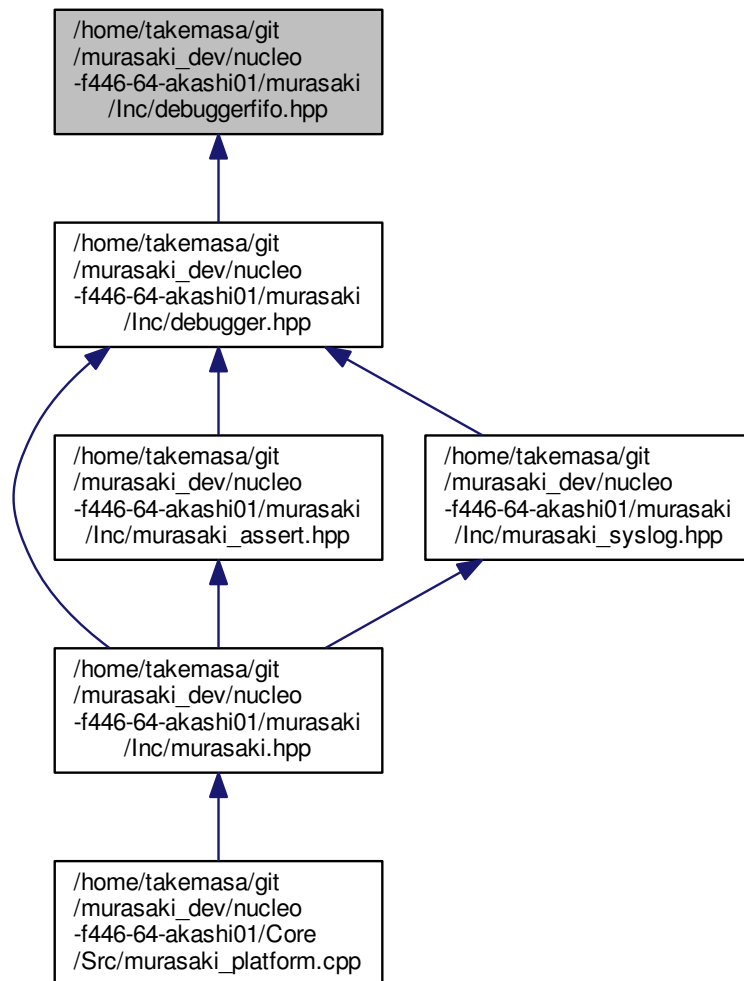 /home/takemasa/git
/murasaki_dev/nucleo
-f446-64-akashi01/murasaki
/Inc/debuggerfifo.hpp
/home/takemasa/git
/murasaki_dev/nucleo
-f446-64-akashi01/murasaki
/Inc/debugger.hpp
/home/takemasa/git
/murasaki_dev/nucleo
-f446-64-akashi01/murasaki
/Inc/murasaki_assert.hpp
/home/takemasa/git
/murasaki_dev/nucleo
-f446-64-akashi01/murasaki
/Inc/murasaki_syslog.hpp
/home/takemasa/git
/murasaki_dev/nucleo
-f446-64-akashi01/murasaki
/Inc/murasaki.hpp
/home/takemasa/git
/murasaki_dev/nucleo
-f446-64-akashi01/Core
/Src/murasaki_platform.cpp